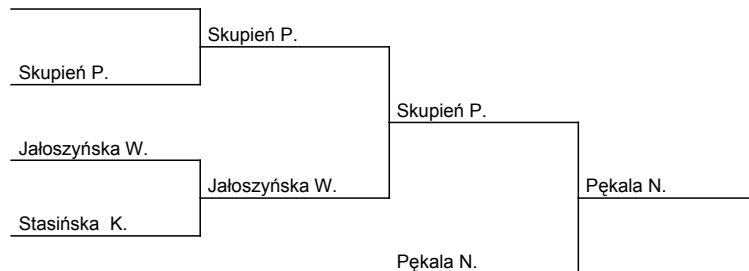 Skupień P.
Skupień P.
Skupień P.
Jałoszyńska W.
Jałoszyńska W.
Pękala N.
Stasińska K.
Pękala N.